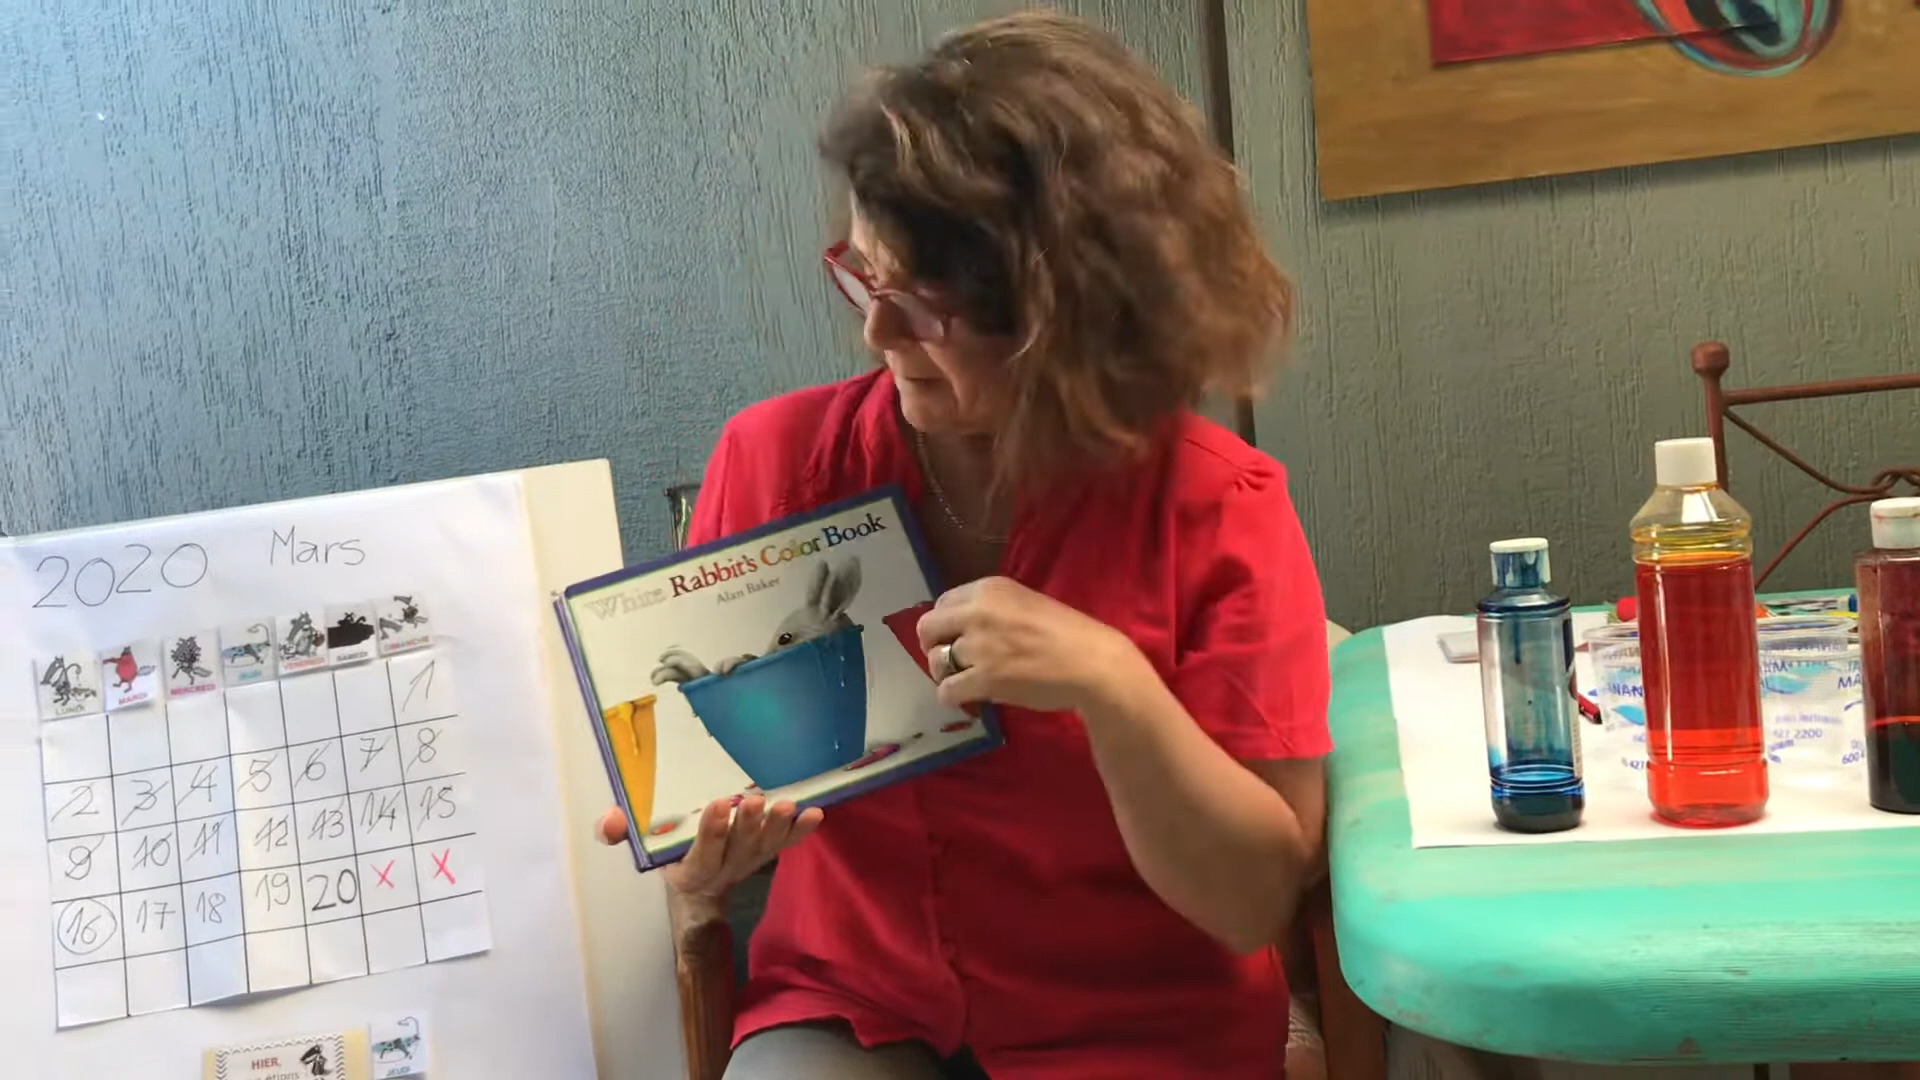 2020 Mars
LUNDI MARDI MERCREDI JEUDI VENDREDI SAMEDI DIMANCHE
1
2 3 4 5 6 7 8
9 10 11 12 13 14 15
16 17 18 19 20 X X
HIER,
JEUDI
White Rabbit's Color Book
Alan Baker
2200